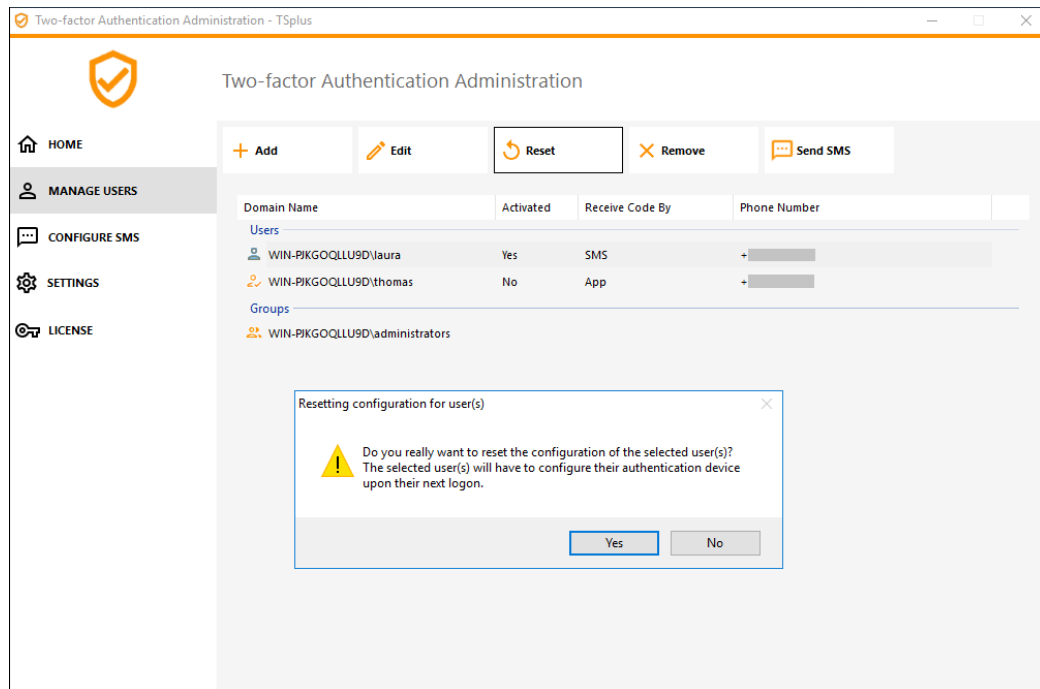 Two-factor Authentication Administration - TSplus
Two-factor Authentication Administration
HOME
MANAGE USERS
CONFIGURE SMS
SETTINGS
LICENSE
Add Edit Reset Remove Send SMS
Domain Name Activated Receive Code By Phone Number
Users
WIN-PJKGOQLLU9D\laura Yes SMS +
WIN-PJKGOQLLU9D\thomas No App +
Groups
WIN-PJKGOQLLU9D\administrators
Resetting configuration for user(s)
Do you really want to reset the configuration of the selected user(s)?
The selected user(s) will have to configure their authentication device
upon their next logon.
Yes No